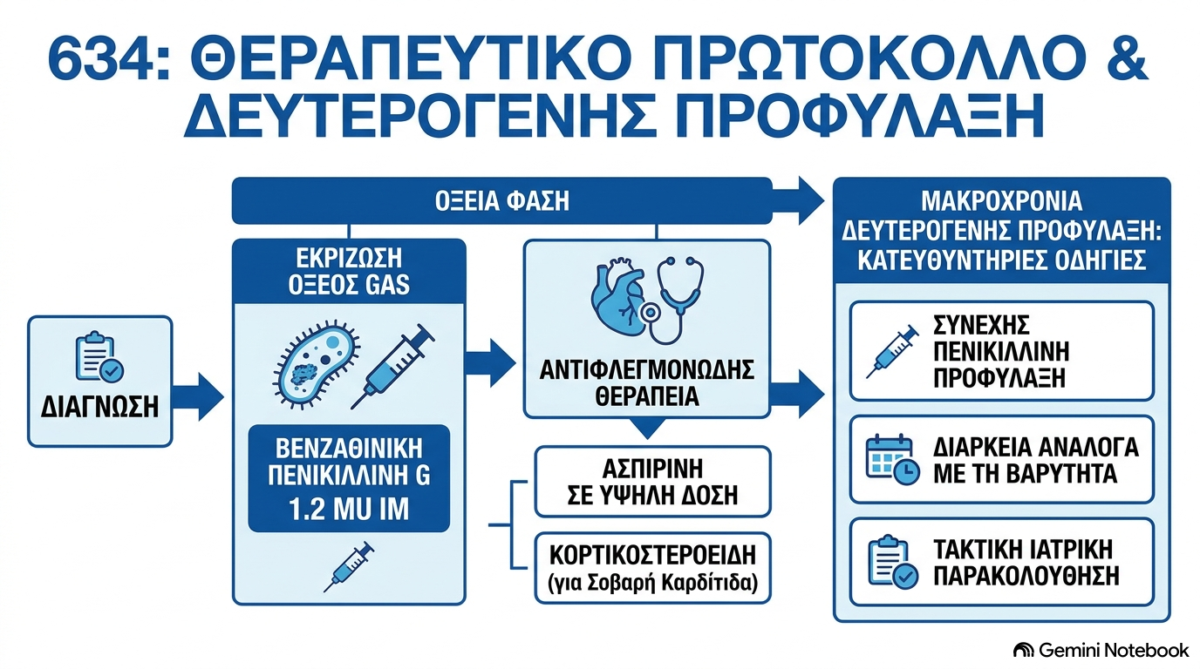 634: ΘΕΡΑΠΕΥΤΙΚΟ ΠΡΩΤΟΚΟΛΛΟ &
ΔΕΥΤΕΡΟΓΕΝΗΣ ΠΡΟΦΥΛΑΞΗ
ΔΙΑΓΝΩΣΗ
ΟΞΕΙΑ ΦΑΣΗ
ΕΚΡΙΖΩΣΗ
ΟΞΕΟΣ GAS
ΒΕΝΖΑΘΙΝΙΚΗ
ΠΕΝΙΚΙΛΛΙΝΗ G
1.2 MU IM
ΑΝΤΙΦΛΕΓΜΟΝΩΔΗΣ
ΘΕΡΑΠΕΙΑ
ΑΣΠΙΡΙΝΗ
ΣΕ ΥΨΗΛΗ ΔΟΣΗ
ΚΟΡΤΙΚΟΣΤΕΡΟΕΙΔΗ
(για Σοβαρή Καρδίτιδα)
ΜΑΚΡΟΧΡΟΝΙΑ
ΔΕΥΤΕΡΟΓΕΝΗΣ ΠΡΟΦΥΛΑΞΗ:
ΚΑΤΕΥΘΥΝΤΗΡΙΕΣ ΟΔΗΓΙΕΣ
ΣΥΝΕΧΗΣ
ΠΕΝΙΚΙΛΛΙΝΗ
ΠΡΟΦΥΛΑΞΗ
ΔΙΑΡΚΕΙΑ ΑΝΑΛΟΓΑ
ΜΕ ΤΗ ΒΑΡΥΤΗΤΑ
ΤΑΚΤΙΚΗ ΙΑΤΡΙΚΗ
ΠΑΡΑΚΟΛΟΥΘΗΣΗ
Gemini Notebook